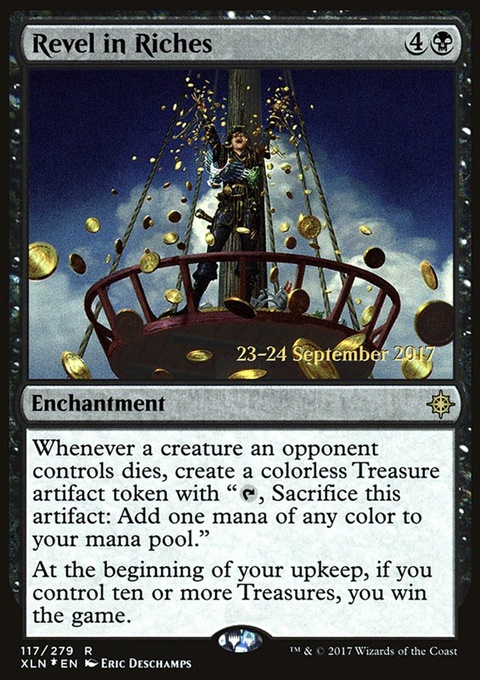 Revel in Riches 4
23–24 September 2017
Enchantment
Whenever a creature an opponent
controls dies, create a colorless Treasure
artifact token with “, Sacrifice this
artifact: Add one mana of any color to
your mana pool.”
At the beginning of your upkeep, if you
control ten or more Treasures, you win
the game.
117/279 R
XLN EN ERIC DESCHAMPS
™ & © 2017 Wizards of the Coast